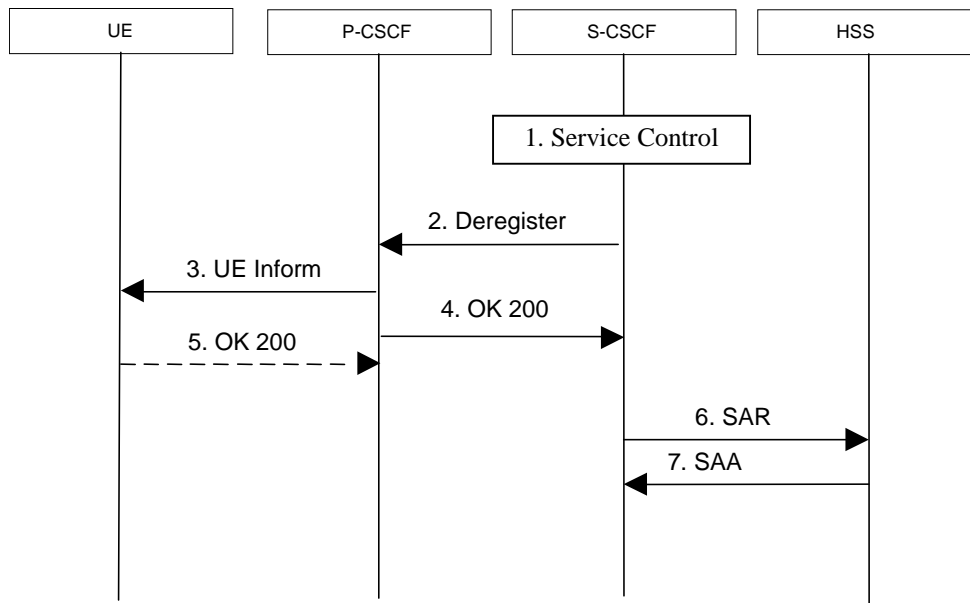 UE
P-CSCF
S-CSCF
HSS
1. Service Control
2. Deregister
3. UE Inform
4. OK 200
5. OK 200
6. SAR
7. SAA